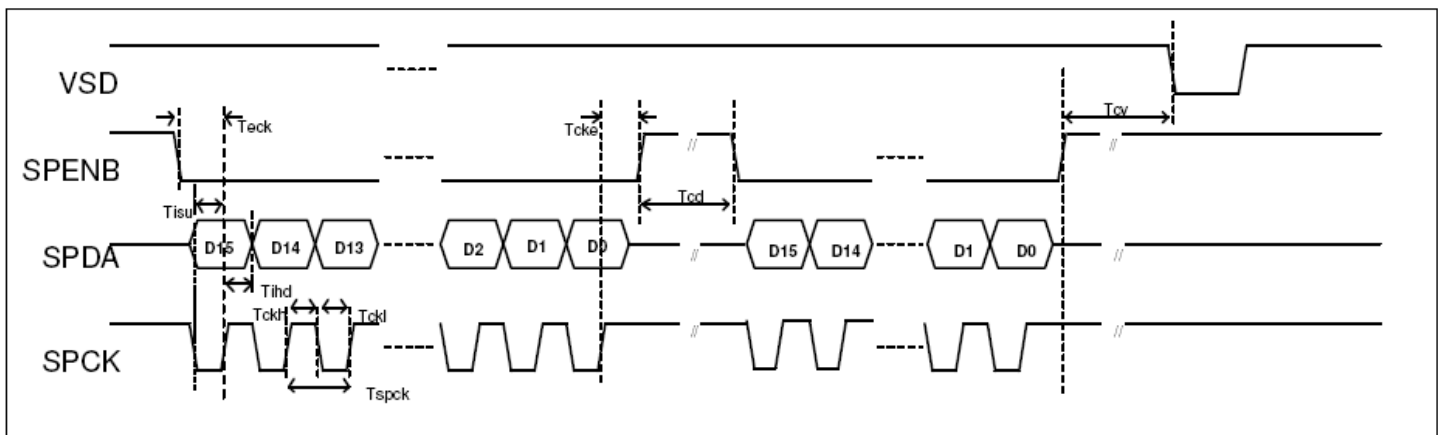 VSD
Tcv
Teck
Tcke
SPENB
//
//
Tcd
Tisu
SPDA
D15
D14
D13
D2
D1
D0
//
D15
D14
D1
D0
//
Tihd
Tckh
Tckl
SPCK
//
//
Tspck